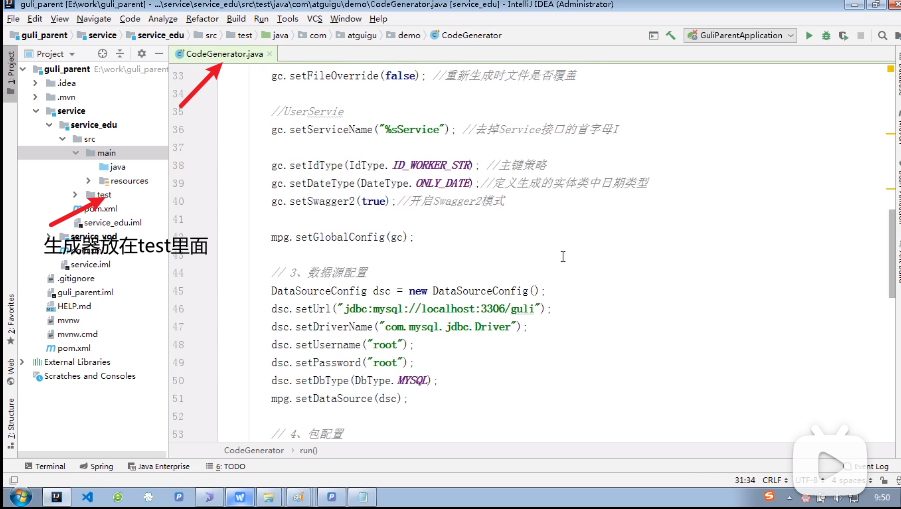 guli_parent [E:\work\guli_parent] - ...\service\service_edu\src\test\java\com\atguigu\demo\CodeGenerator.java [service_edu] - IntelliJ IDEA (Administrator)
File Edit View Navigate Code Analyze Refactor Build Run Tools VCS Window Help
guli_parent service service_edu src test java com atguigu demo CodeGenerator
GuliParentApplication
Project
CodeGenerator.java
1: Project
guli_parent E:\work\guli_parent
.idea
.mvn
service
service_edu
src
main
java
resources
test
pom.xml
service_edu.iml
生成器放在test里面
service.iml
.gitignore
guli_parent.iml
HELP.md
mvnw
mvnw.cmd
pom.xml
External Libraries
Scratches and Consoles
2: Favorites
Web
7: Structure
33 gc.setFileOverride(false); //重新生成时文件是否覆盖
34
35 //UserServie
36 gc.setServiceName("%sService"); //去掉Service接口的首字母I
37
38 gc.setIdType(IdType.ID_WORKER_STR); //主键策略
39 gc.setDateType(DateType.ONLY_DATE);//定义生成的实体类中日期类型
40 gc.setSwagger2(true);//开启Swagger2模式
41
42 mpg.setGlobalConfig(gc);
43
44 // 3、数据源配置
45 DataSourceConfig dsc = new DataSourceConfig();
46 dsc.setUrl("jdbc:mysql://localhost:3306/guli");
47 dsc.setDriverName("com.mysql.jdbc.Driver");
48 dsc.setUsername("root");
49 dsc.setPassword("root");
50 dsc.setDbType(DbType.MYSQL);
51 mpg.setDataSource(dsc);
52
53 // 4、包配置
CodeGenerator › run()
Terminal Spring Java Enterprise 6: TODO
Event Log
31:34 CRLF UTF-8 4 spaces
9:50